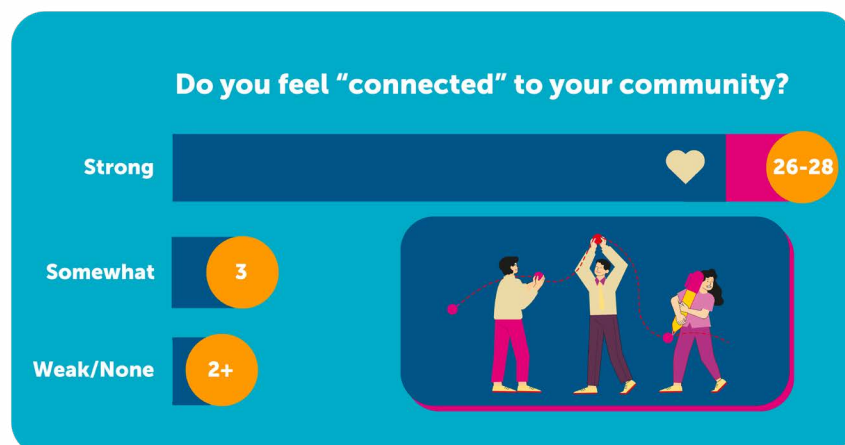 Do you feel “connected” to your community?
Strong 26-28
Somewhat 3
Weak/None 2+